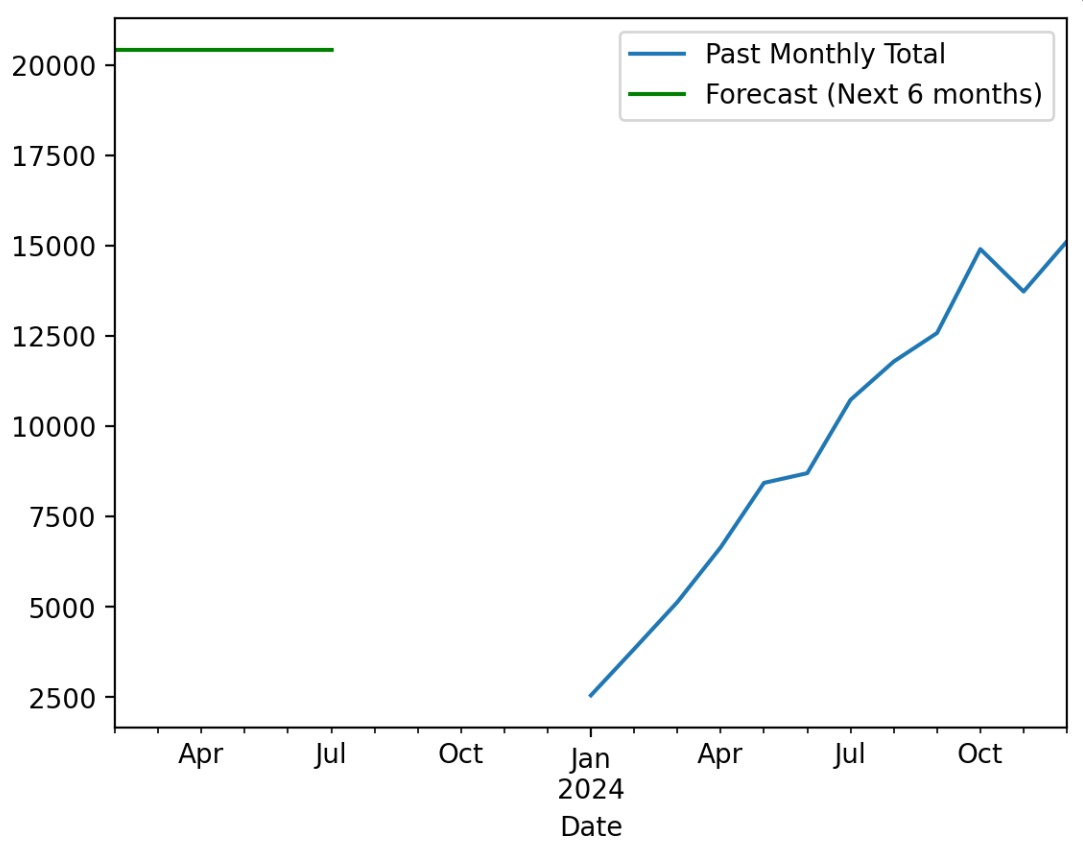 20000
17500
15000
12500
10000
7500
5000
2500
Past Monthly Total
Forecast (Next 6 months)
Apr
Jul
Oct
Jan
2024
Apr
Jul
Oct
Date